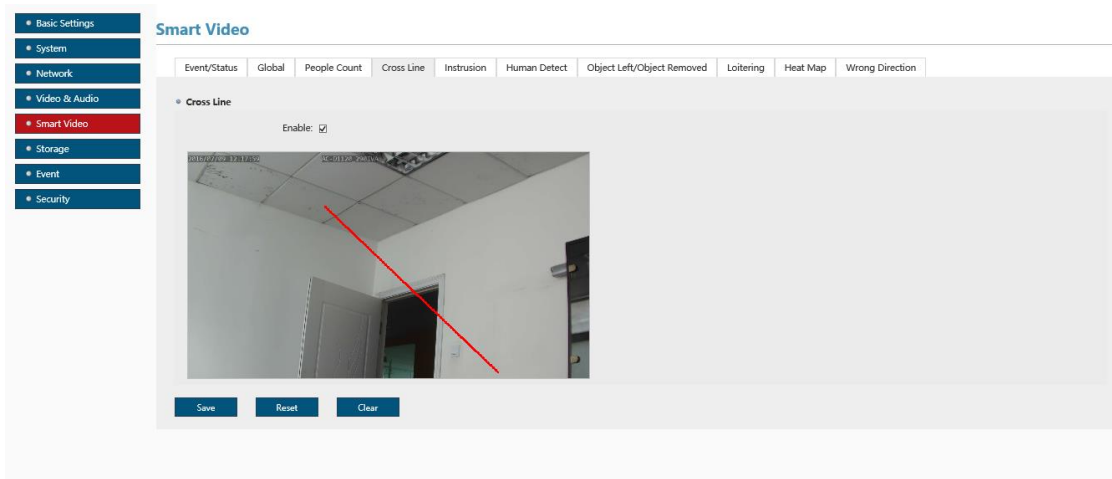 Basic Settings
System
Network
Video & Audio
Smart Video
Storage
Event
Security
Smart Video
Event/Status Global People Count Cross Line Instrusion Human Detect Object Left/Object Removed Loitering Heat Map Wrong Direction
Cross Line
Enable:
Save Reset Clear